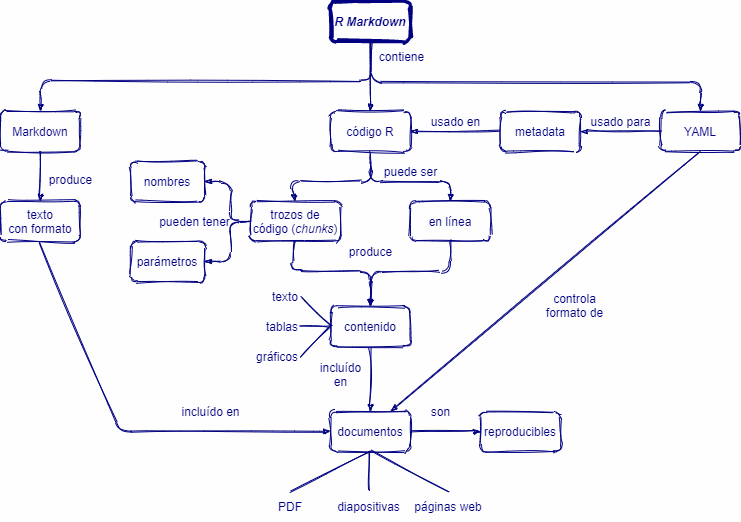 R Markdown
contiene
Markdown
código R
usado en
metadata
usado para
YAML
produce
puede ser
nombres
texto
con formato
pueden tener
trozos de
código (chunks)
en línea
parámetros
produce
texto
tablas
gráficos
contenido
controla
formato de
incluído
en
incluído en
documentos
son
reproducibles
PDF
diapositivas
páginas web